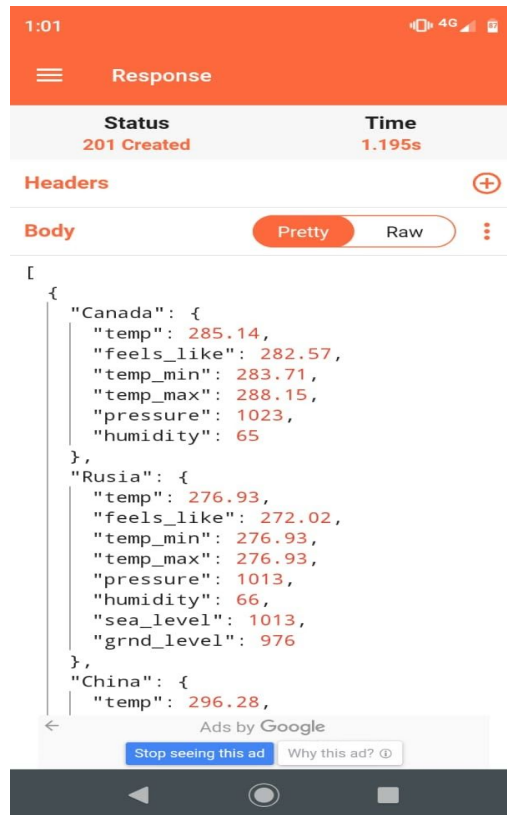 1:01 4G
Response
Status Time
201 Created 1.195s
Headers
Body Pretty Raw
[
{
"Canada": {
"temp": 285.14,
"feels_like": 282.57,
"temp_min": 283.71,
"temp_max": 288.15,
"pressure": 1023,
"humidity": 65
},
"Rusia": {
"temp": 276.93,
"feels_like": 272.02,
"temp_min": 276.93,
"temp_max": 276.93,
"pressure": 1013,
"humidity": 66,
"sea_level": 1013,
"grnd_level": 976
},
"China": {
"temp": 296.28,
Ads by Google
Stop seeing this ad Why this ad?